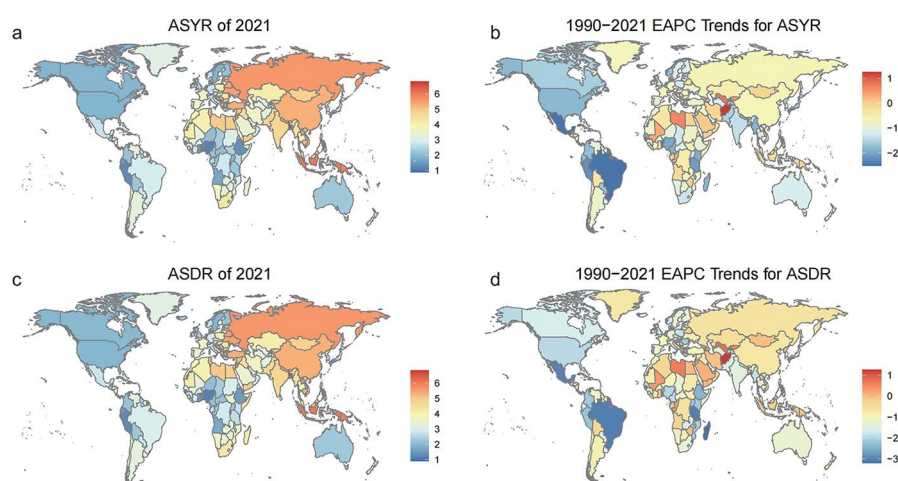 a
ASYR of 2021
6
5
4
3
2
1
b
1990−2021 EAPC Trends for ASYR
1
0
−1
−2
c
ASDR of 2021
6
5
4
3
2
1
d
1990−2021 EAPC Trends for ASDR
1
0
−1
−2
−3